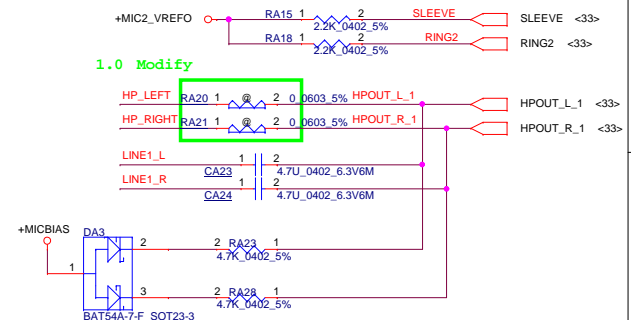 RA15 1 2 SLEEVE SLEEVE <33>
+MIC2_VREFO
2.2K_0402_5%
RA18 1 2 RING2 RING2 <33>
2.2K_0402_5%
1.0 Modify
HP_LEFT RA20 1 @ 2 0_0603_5% HPOUT_L_1 HPOUT_L_1 <33>
HP_RIGHT RA21 1 @ 2 0_0603_5% HPOUT_R_1 HPOUT_R_1 <33>
LINE1_L 1 2
CA23 4.7U_0402_6.3V6M
LINE1_R 1 2
CA24 4.7U_0402_6.3V6M
+MICBIAS
DA3
2 2 RA23 1
4.7K_0402_5%
1
3 2 RA28 1
4.7K_0402_5%
BAT54A-7-F_SOT23-3